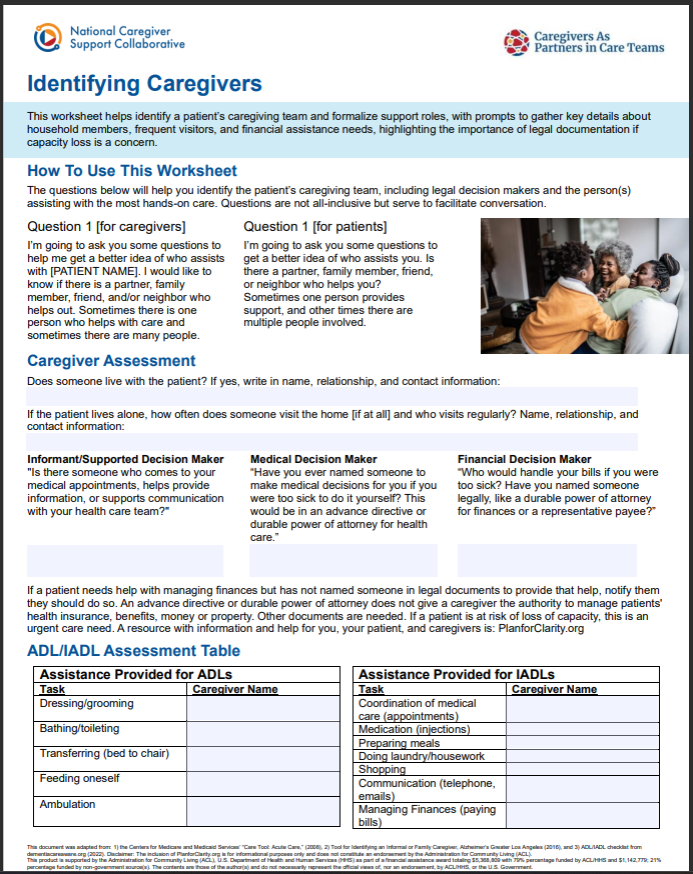 National Caregiver
Support Collaborative
Caregivers As
Partners in Care Teams
Identifying Caregivers
This worksheet helps identify a patient's caregiving team and formalize support roles, with prompts to gather key details about
household members, frequent visitors, and financial assistance needs, highlighting the importance of legal documentation if
capacity loss is a concern.
How To Use This Worksheet
The questions below will help you identify the patient's caregiving team, including legal decision makers and the person(s)
assisting with the most hands-on care. Questions are not all-inclusive but serve to facilitate conversation.
Question 1 [for caregivers]
I'm going to ask you some questions to
help me get a better idea of who assists
with [PATIENT NAME]. I would like to
know if there is a partner, family
member, friend, and/or neighbor who
helps out. Sometimes there is one
person who helps with care and
sometimes there are many people.
Question 1 [for patients]
I'm going to ask you some questions to
get a better idea of who assists you. Is
there a partner, family member, friend,
or neighbor who helps you?
Sometimes one person provides
support, and other times there are
multiple people involved.
Caregiver Assessment
Does someone live with the patient? If yes, write in name, relationship, and contact information:
If the patient lives alone, how often does someone visit the home [if at all] and who visits regularly? Name, relationship, and
contact information:
Informant/Supported Decision Maker
"Is there someone who comes to your
medical appointments, helps provide
information, or supports communication
with your health care team?"
Medical Decision Maker
“Have you ever named someone to
make medical decisions for you if you
were too sick to do it yourself? This
would be in an advance directive or
durable power of attorney for health
care.”
Financial Decision Maker
“Who would handle your bills if you were
too sick? Have you named someone
legally, like a durable power of attorney
for finances or a representative payee?”
If a patient needs help with managing finances but has not named someone in legal documents to provide that help, notify them
they should do so. An advance directive or durable power of attorney does not give a caregiver the authority to manage patients'
health insurance, benefits, money or property. Other documents are needed. If a patient is at risk of loss of capacity, this is an
urgent care need. A resource with information and help for you, your patient, and caregivers is: PlanforClarity.org
ADL/IADL Assessment Table
Assistance Provided for ADLs
Task Caregiver Name
Dressing/grooming
Bathing/toileting
Transferring (bed to chair)
Feeding oneself
Ambulation
Assistance Provided for IADLs
Task Caregiver Name
Coordination of medical
care (appointments)
Medication (injections)
Preparing meals
Doing laundry/housework
Shopping
Communication (telephone,
emails)
Managing Finances (paying
bills)
This document was adapted from: 1) the Centers for Medicare and Medicaid Services' “Care Tool: Acute Care,” (2008), 2) Tool for Identifying an Informal or Family Caregiver, Alzheimer's Greater Los Angeles (2016), and 3) ADL/IADL checklist from
dementiacareaware.org (2022). Disclaimer: The inclusion of PlanforClarity.org is for informational purposes only and does not constitute an endorsement by the Administration for Community Living (ACL).
This product is supported by the Administration for Community Living (ACL), U.S. Department of Health and Human Services (HHS) as part of a financial assistance award totaling $5,368,809 with 79% percentage funded by ACL/HHS and $1,142,779; 21%
percentage funded by non-government source(s). The contents are those of the author(s) and do not necessarily represent the official views of, nor an endorsement, by ACL/HHS, or the U.S. Government.